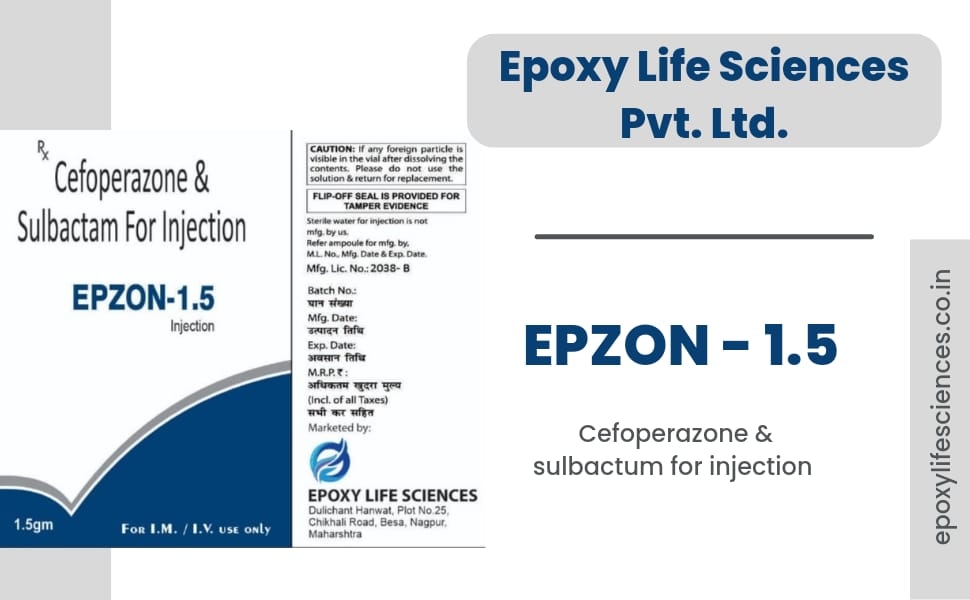 Epoxy Life Sciences
Pvt. Ltd.
Rx
Cefoperazone &
Sulbactam For Injection
EPZON-1.5
Injection
1.5gm
FOR I.M. / I.V. USE ONLY
CAUTION: If any foreign particle is
visible in the vial after dissolving the
contents. Please do not use the
solution & return for replacement.
FLIP-OFF SEAL IS PROVIDED FOR
TAMPER EVIDENCE
Sterile water for injection is not
mfg. by us.
Refer ampoule for mfg. by,
M.L. No., Mfg. Date & Exp. Date.
Mfg. Lic. No.: 2038- B
Batch No.:
घान संख्या
Mfg. Date:
उत्पादन तिथि
Exp. Date:
अवसान तिथि
M.R.P. ₹ :
अधिकतम खुदरा मुल्य
(Incl. of all Taxes)
सभी कर सहित
Marketed by:
EPOXY LIFE SCIENCES
Dulichant Hanwat, Plot No.25,
Chikhali Road, Besa, Nagpur,
Maharshtra
EPZON - 1.5
Cefoperazone &
sulbactum for injection
epoxylifesciences.co.in